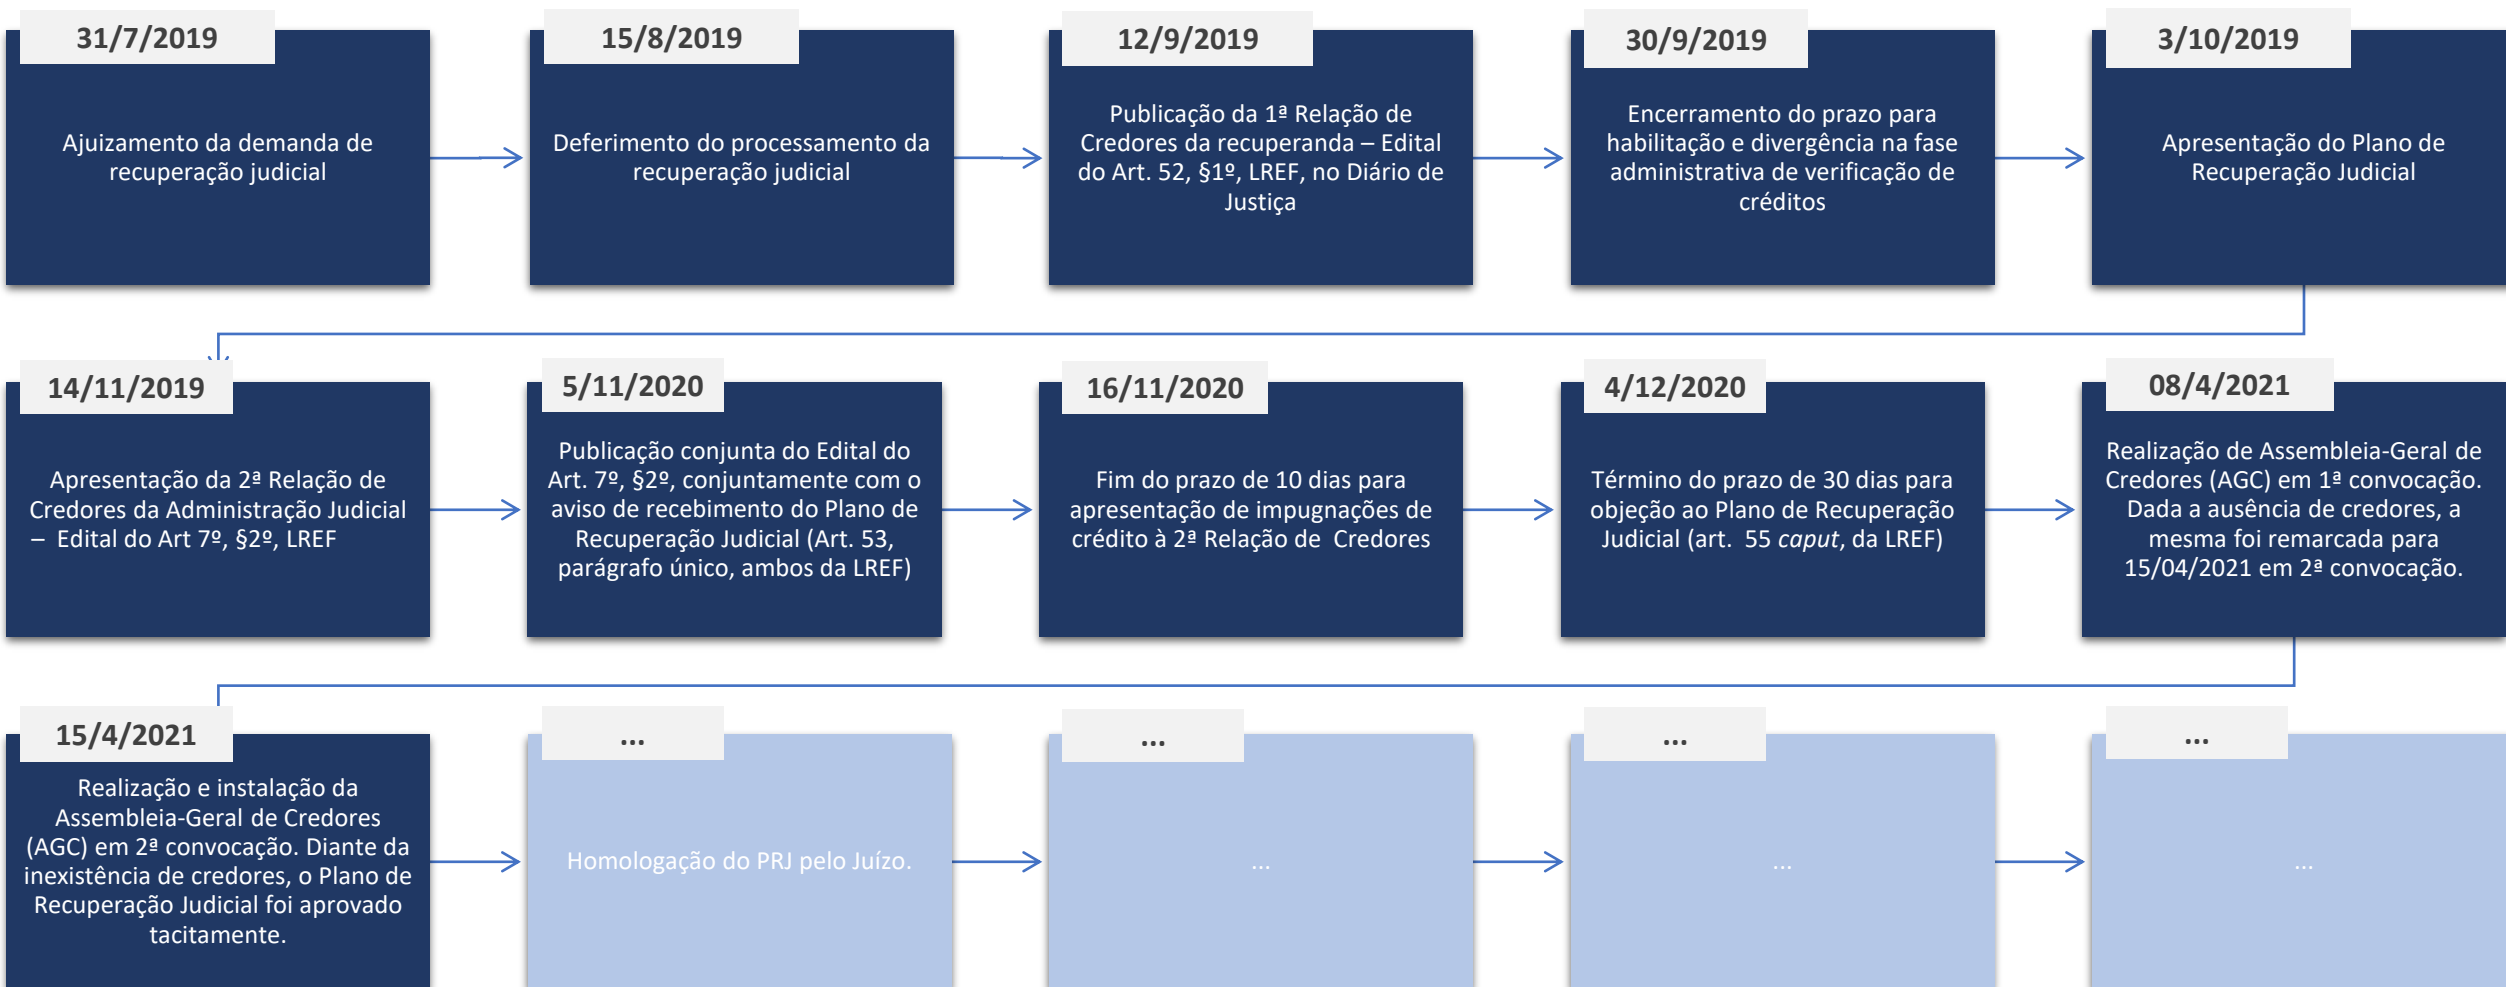 31/7/2019
Ajuizamento da demanda de
recuperação judicial
15/8/2019
Deferimento do processamento da
recuperação judicial
12/9/2019
Publicação da 1ª Relação de
Credores da recuperanda – Edital
do Art. 52, §1º, LREF, no Diário de
Justiça
30/9/2019
Encerramento do prazo para
habilitação e divergência na fase
administrativa de verificação de
créditos
3/10/2019
Apresentação do Plano de
Recuperação Judicial
14/11/2019
Apresentação da 2ª Relação de
Credores da Administração Judicial
– Edital do Art 7º, §2º, LREF
5/11/2020
Publicação conjunta do Edital do
Art. 7º, §2º, conjuntamente com o
aviso de recebimento do Plano de
Recuperação Judicial (Art. 53,
parágrafo único, ambos da LREF)
16/11/2020
Fim do prazo de 10 dias para
apresentação de impugnações de
crédito à 2ª Relação de Credores
4/12/2020
Término do prazo de 30 dias para
objeção ao Plano de Recuperação
Judicial (art. 55 caput, da LREF)
08/4/2021
Realização de Assembleia-Geral de
Credores (AGC) em 1ª convocação.
Dada a ausência de credores, a
mesma foi remarcada para
15/04/2021 em 2ª convocação.
15/4/2021
Realização e instalação da
Assembleia-Geral de Credores
(AGC) em 2ª convocação. Diante da
inexistência de credores, o Plano de
Recuperação Judicial foi aprovado
tacitamente.
...
Homologação do PRJ pelo Juízo.
...
...
...
...
...
...